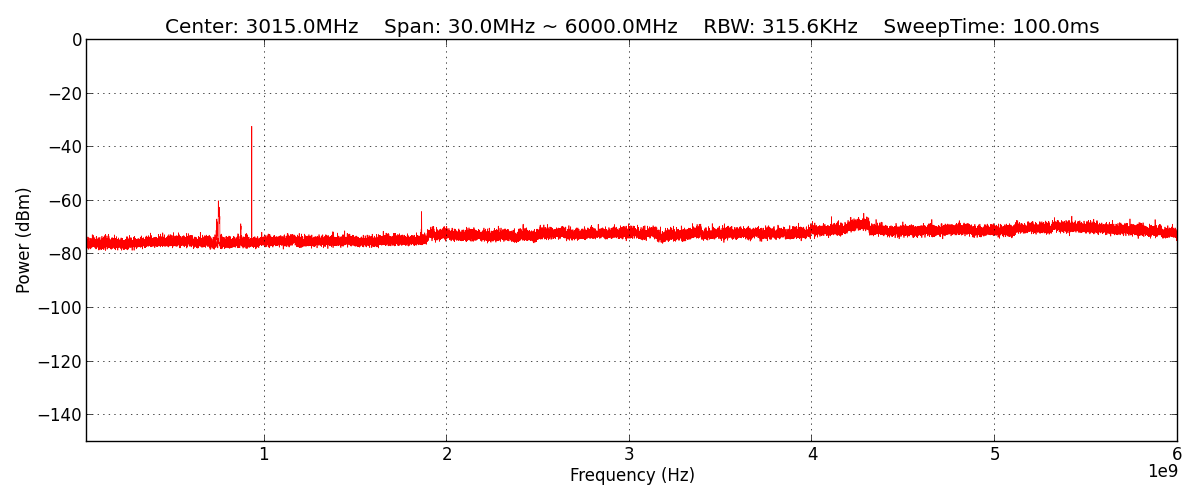 Center: 3015.0MHz Span: 30.0MHz ~ 6000.0MHz RBW: 315.6KHz SweepTime: 100.0ms
0
−20
−40
−60
−80
−100
−120
−140
Power (dBm)
1 2 3 4 5 6
1e9
Frequency (Hz)